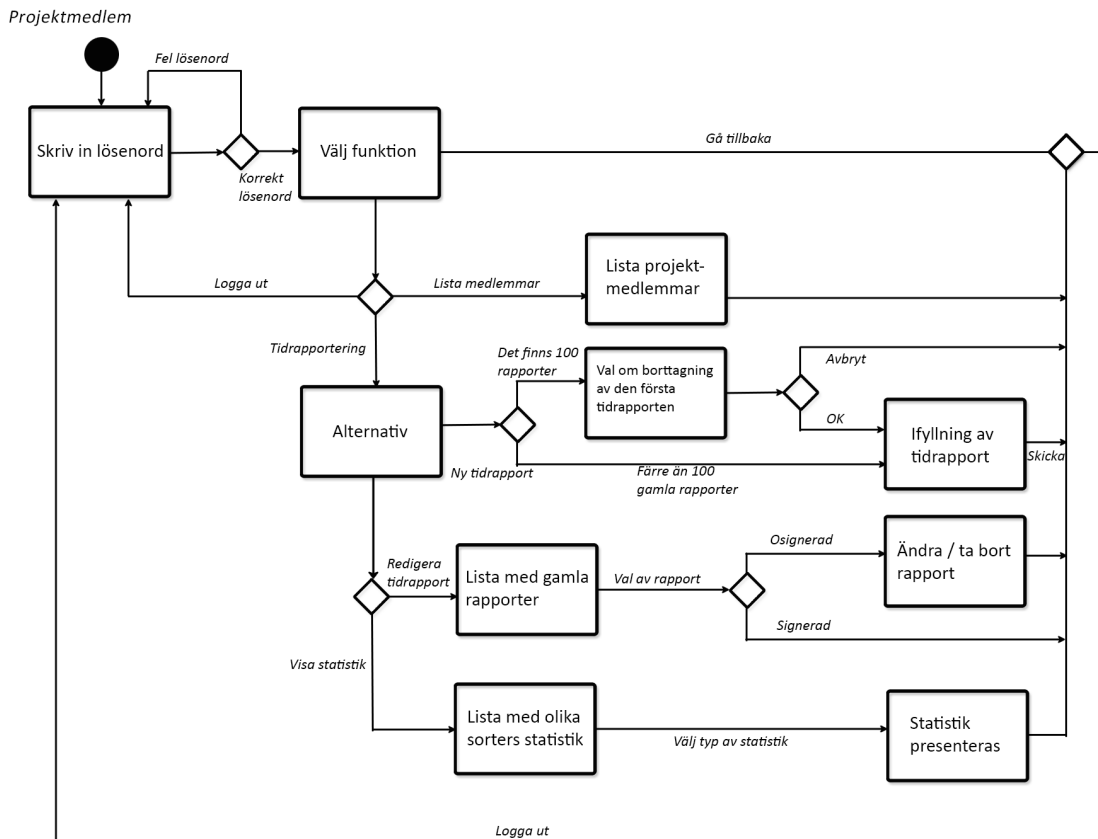 Projektmedlem
Fel lösenord
Skriv in lösenord
Korrekt
lösenord
Välj funktion
Gå tillbaka
Logga ut
Lista medlemmar
Lista projekt-
medlemmar
Tidrapportering
Det finns 100
rapporter
Val om borttagning
av den första
tidrapporten
Avbryt
OK
Alternativ
Ny tidrapport
Färre än 100
gamla rapporter
Ifyllning av
tidrapport
Skicka
Redigera
tidrapport
Lista med gamla
rapporter
Val av rapport
Osignerad
Ändra / ta bort
rapport
Signerad
Visa statistik
Lista med olika
sorters statistik
Välj typ av statistik
Statistik
presenteras
Logga ut